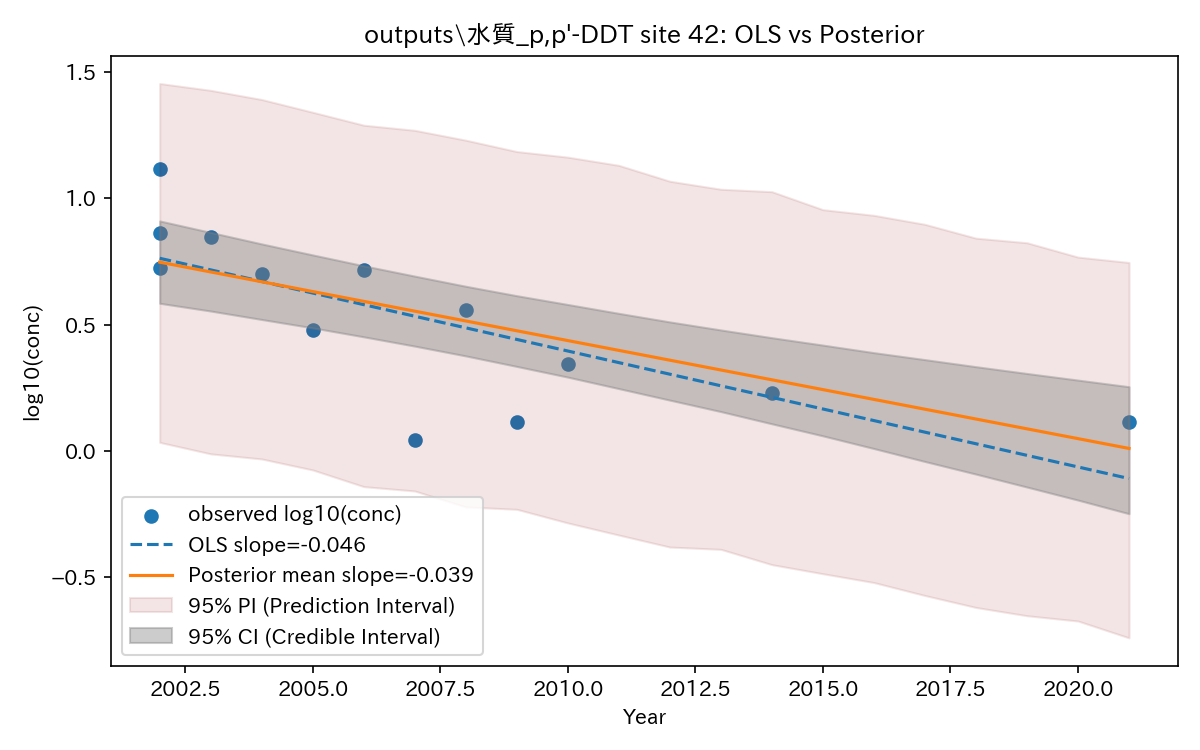 outputs\水質_p,p'-DDT site 42: OLS vs Posterior
1.5
1.0
0.5
0.0
−0.5
log10(conc)
observed log10(conc)
OLS slope=-0.046
Posterior mean slope=-0.039
95% PI (Prediction Interval)
95% CI (Credible Interval)
2002.5 2005.0 2007.5 2010.0 2012.5 2015.0 2017.5 2020.0
Year